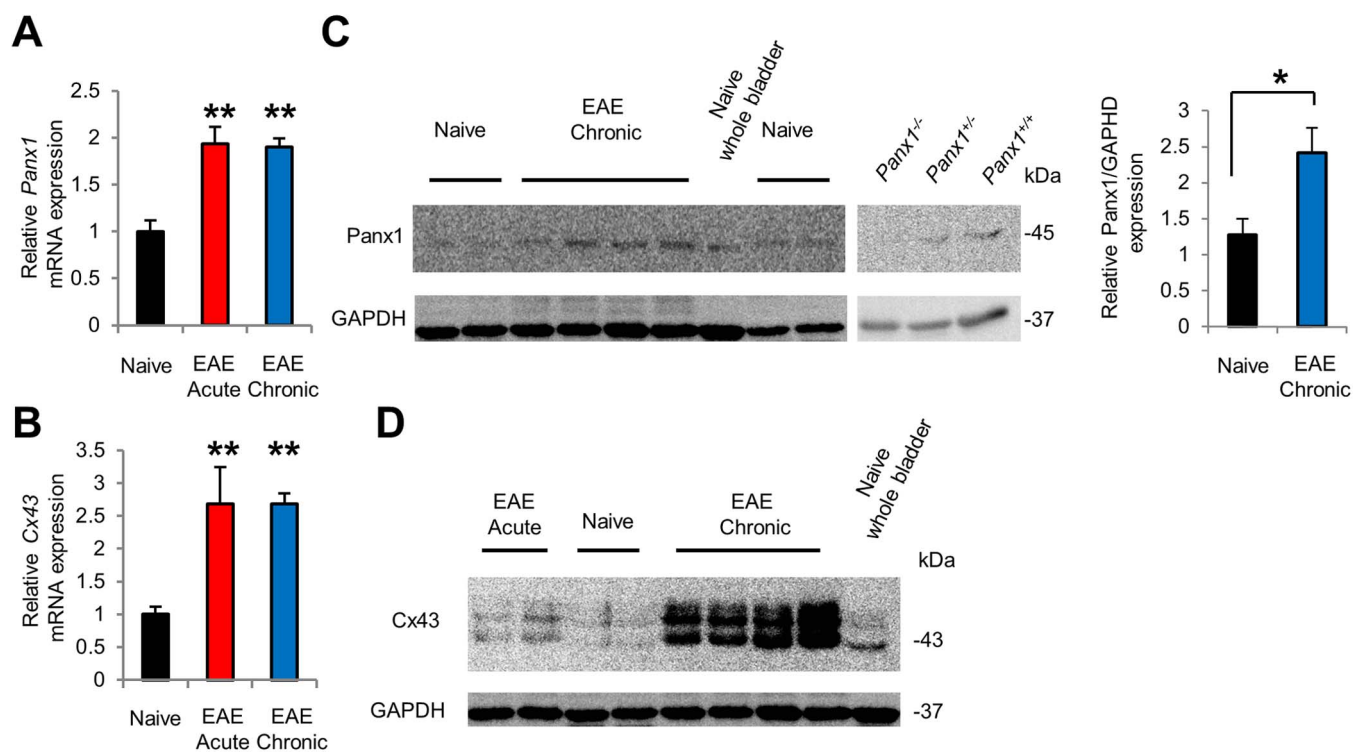 A
Relative Panx1
mRNA expression
2.5
2
1.5
1
0.5
0
**
**
Naive
EAE
Acute
EAE
Chronic
B
Relative Cx43
mRNA expression
3.5
3
2.5
2
1.5
1
0.5
0
**
**
Naive
EAE
Acute
EAE
Chronic
C
Naive
EAE
Chronic
Naive
whole bladder
Naive
Panx1-/-
Panx1+/-
Panx1+/+
kDa
Panx1
-45
GAPDH
-37
Relative Panx1/GAPHD
expression
3
2.5
2
1.5
1
0.5
0
*
Naive
EAE
Chronic
D
EAE
Acute
Naive
EAE
Chronic
Naive
whole bladder
kDa
Cx43
-43
GAPDH
-37